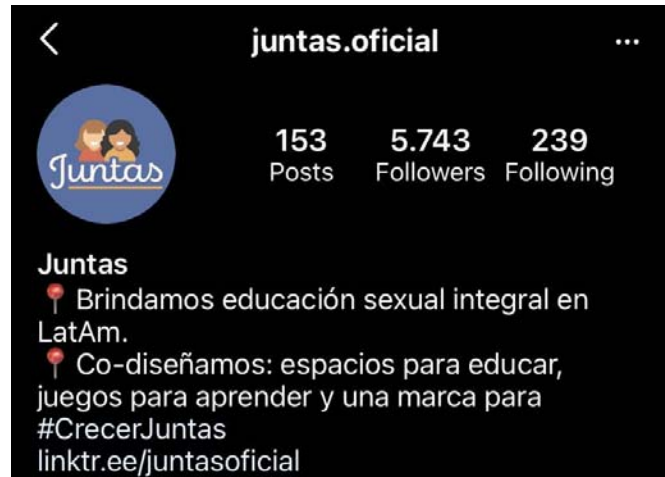 juntas.oficial
Juntas
153 5.743 239
Posts Followers Following
Juntas
📍 Brindamos educación sexual integral en
LatAm.
📍 Co-diseñamos: espacios para educar,
juegos para aprender y una marca para
#CrecerJuntas
linktr.ee/juntasoficial